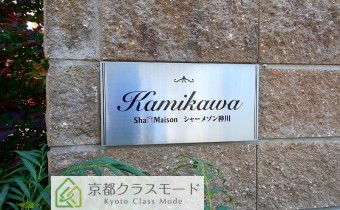 Kamikawa
Sha Maison シャーメゾン神川
京都クラスモード
Kyoto Class Mode